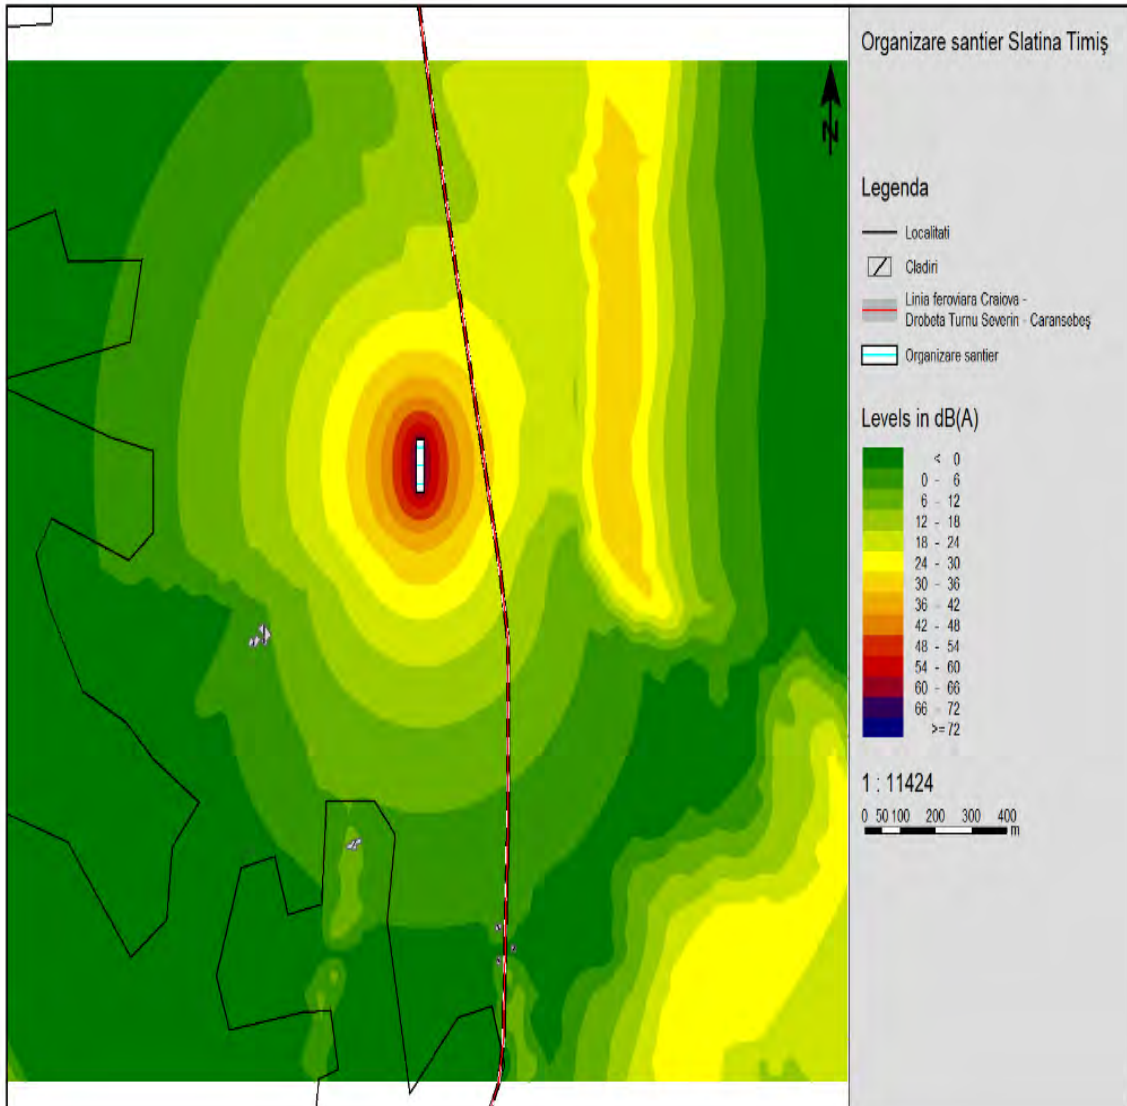 Organizare santier Slatina Timiş
N
Legenda
Localitati
Cladiri
Linia feroviara Craiova -
Drobeta Turnu Severin - Caransebeş
Organizare santier
Levels in dB(A)
< 0
0 - 6
6 - 12
12 - 18
18 - 24
24 - 30
30 - 36
36 - 42
42 - 48
48 - 54
54 - 60
60 - 66
66 - 72
>= 72
1 : 11424
0 50 100 200 300 400
m